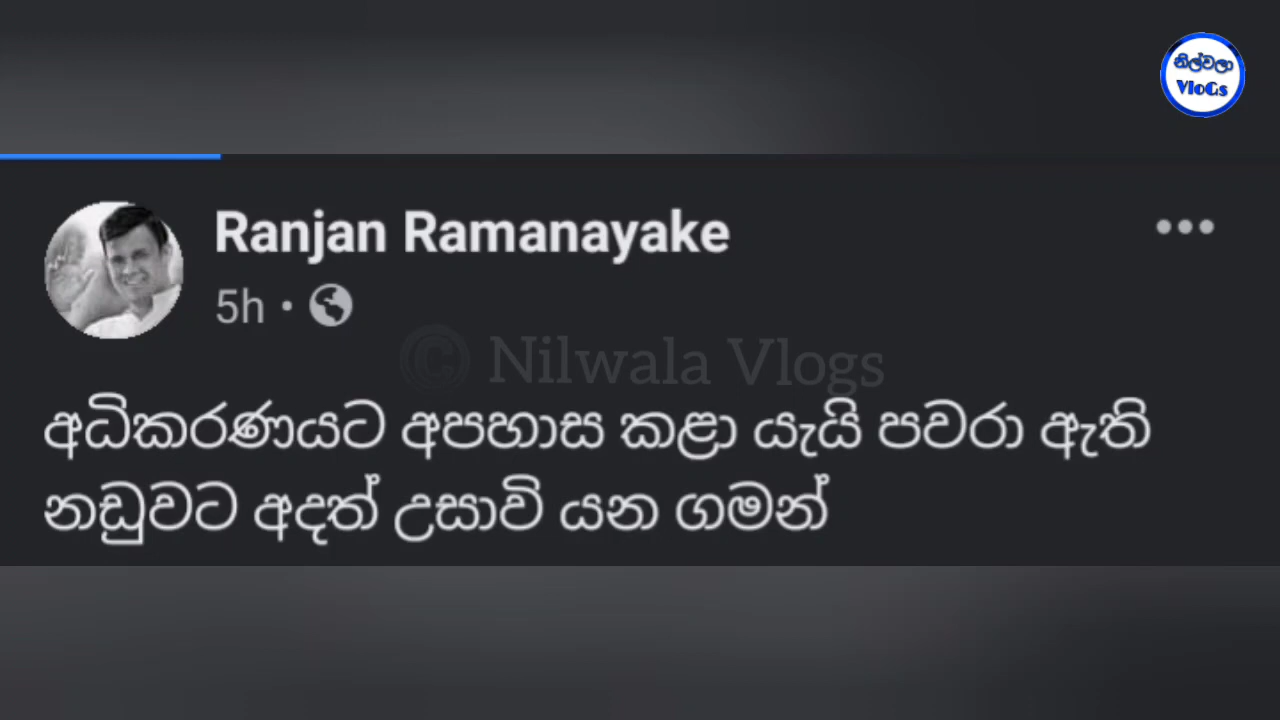 නිල්වලා
VloGs
Ranjan Ramanayake
5h •
© Nilwala Vlogs
අධිකරණයට අපහාස කළා යැයි පවරා ඇති
නඩුවට අදත් උසාවි යන ගමන්